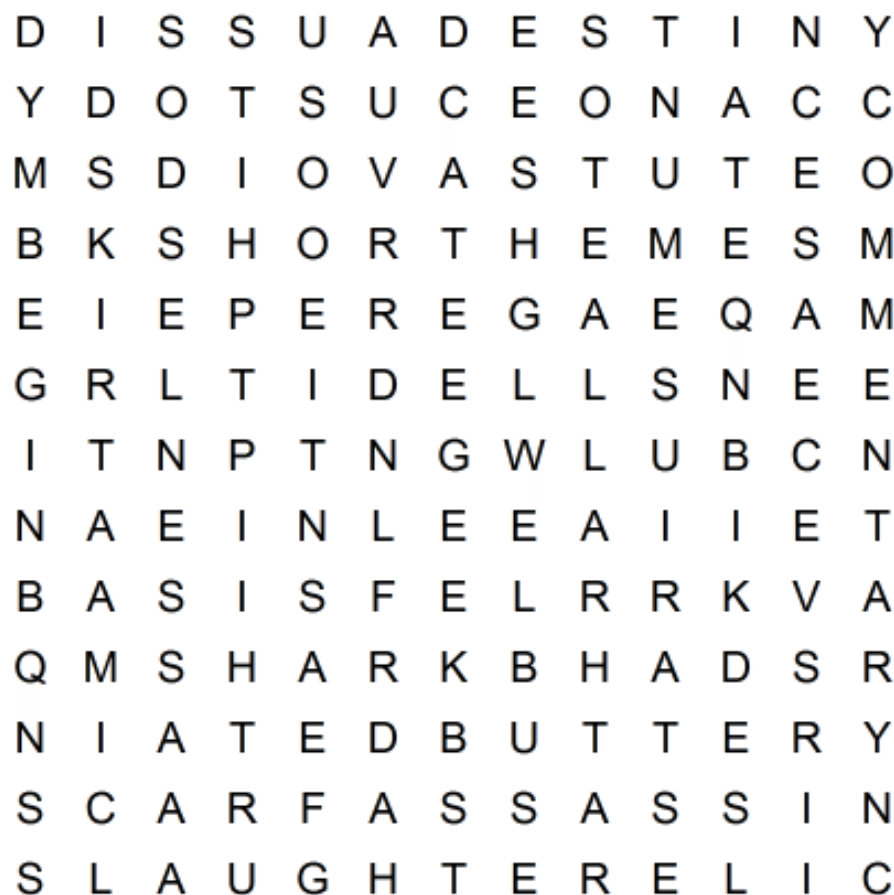 D I S S U A D E S T I N Y
Y D O T S U C E O N A C C
M S D I O V A S T U T E O
B K S H O R T H E M E S M
E I E P E R E G A E Q A M
G R L T I D E L L S N E E
I T N P T N G W L U B C N
N A E I N L E E A I I E T
B A S I S F E L R R K V A
Q M S H A R K B H A D S R
N I A T E D B U T T E R Y
S C A R F A S S A S S I N
S L A U G H T E R E L I C